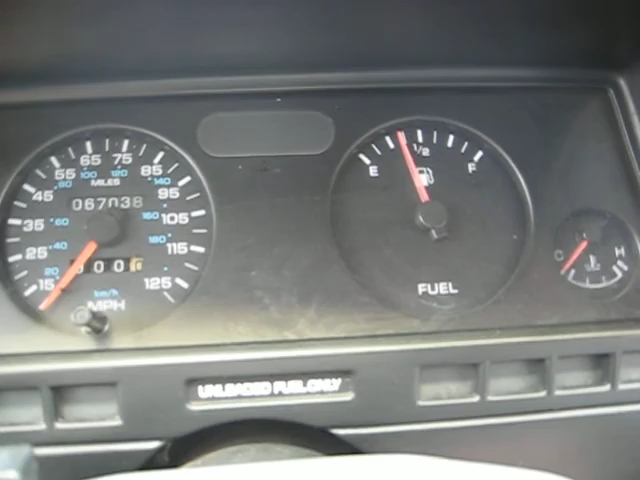 15 25 35 45 55 65 75 85 95 105 115 125
20 40 60 80 100 120 140 160 180
MILES
067038
km/h
MPH
E 1/2 F
FUEL
C H
UNLEADED FUEL ONLY